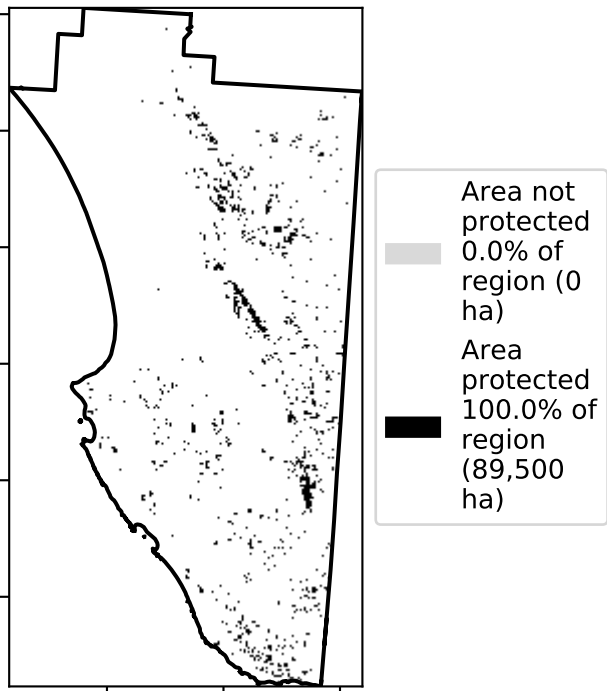 Area not
protected
0.0% of
region (0
ha)
Area
protected
100.0% of
region
(89,500
ha)